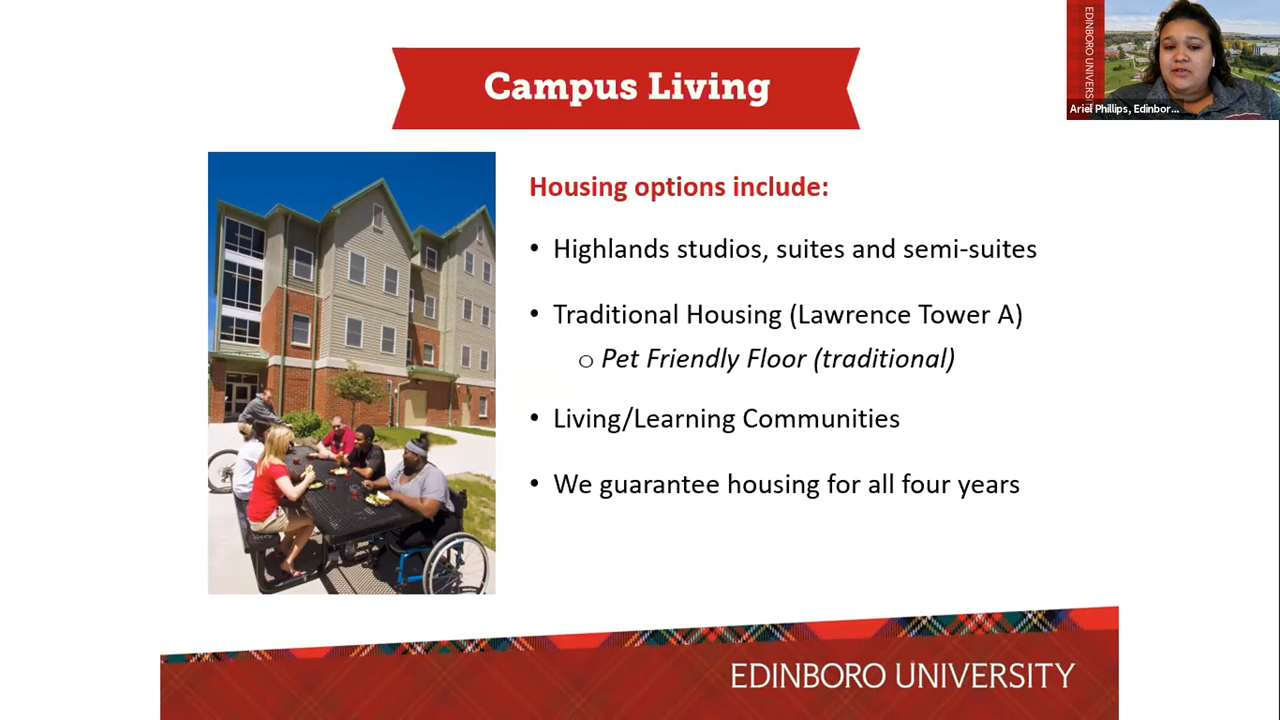 Campus Living
EDINBORO UNIVERSITY
Ariel Phillips, Edinbor...
Housing options include:
• Highlands studios, suites and semi-suites
• Traditional Housing (Lawrence Tower A)
o Pet Friendly Floor (traditional)
• Living/Learning Communities
• We guarantee housing for all four years
EDINBORO UNIVERSITY